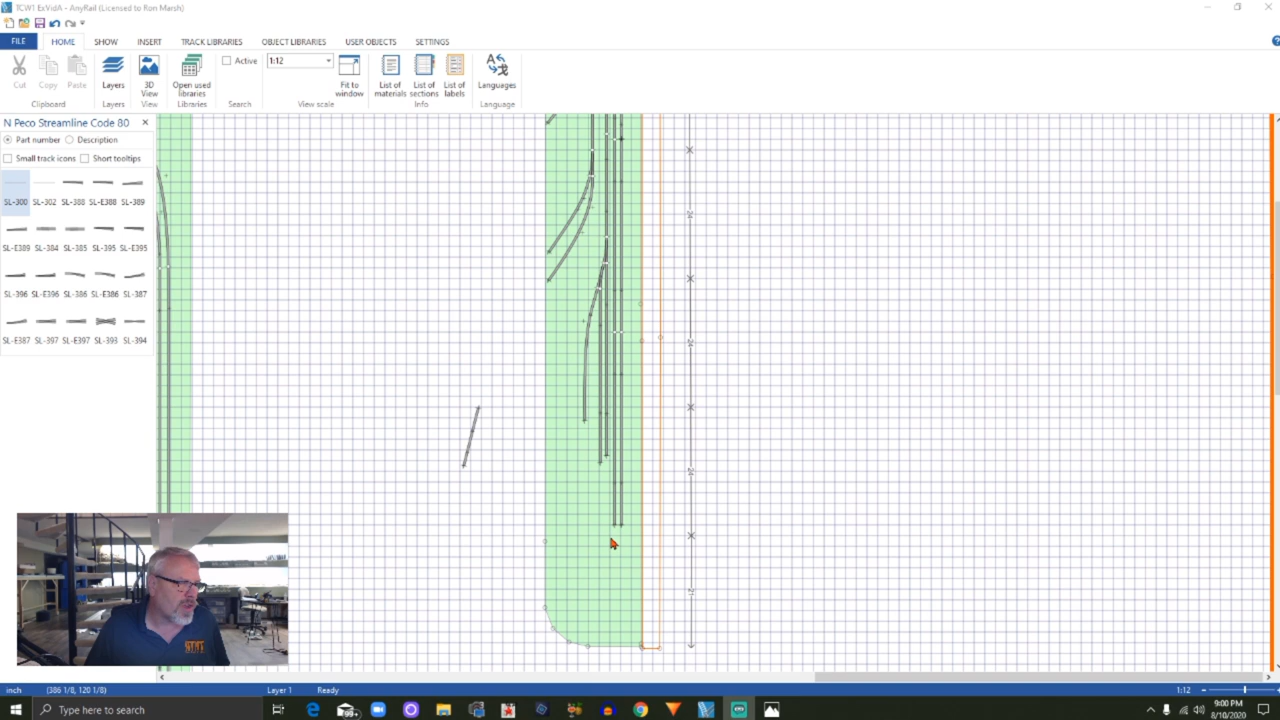 TCW1 ExVidA - AnyRail (Licensed to Ron Marsh)
FILE HOME SHOW INSERT TRACK LIBRARIES OBJECT LIBRARIES USER OBJECTS SETTINGS
Cut Copy Paste
Clipboard
Layers
Layers
3D View
View
Open used libraries
Libraries
Active
Search
1:12
Fit to window
View scale
List of materials
List of sections
List of labels
Info
Languages
Language
N Peco Streamline Code 80
Part number Description
Small track icons Short tooltips
SL-300 SL-302 SL-388 SL-E388 SL-389
SL-E389 SL-384 SL-385 SL-395 SL-E395
SL-396 SL-E396 SL-386 SL-E386 SL-387
SL-E387 SL-397 SL-E397 SL-393 SL-394
24
24
24
21
inch (386 1/8, 120 1/8) Layer 1 Ready 1:12
Type here to search
99+
9:00 PM
8/10/2020